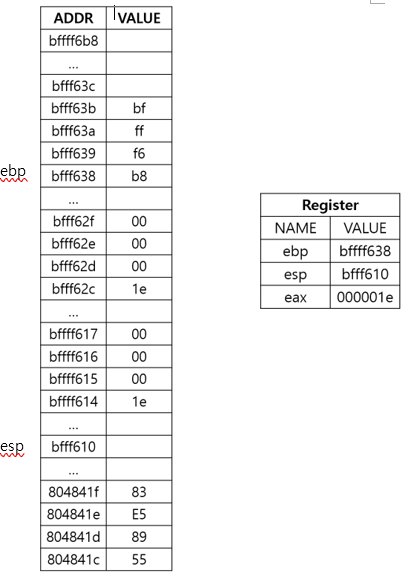 ADDR VALUE
bffff6b8
...
bfff63c
bfff63b bf
bfff63a ff
bfff639 f6
ebp
bfff638 b8
...
bfff62f 00
bfff62e 00
bfff62d 00
bfff62c 1e
...
bffff617 00
bffff616 00
bffff615 00
bffff614 1e
...
esp
bfff610
...
804841f 83
804841e E5
804841d 89
804841c 55
Register
NAME VALUE
ebp bffff638
esp bfff610
eax 000001e